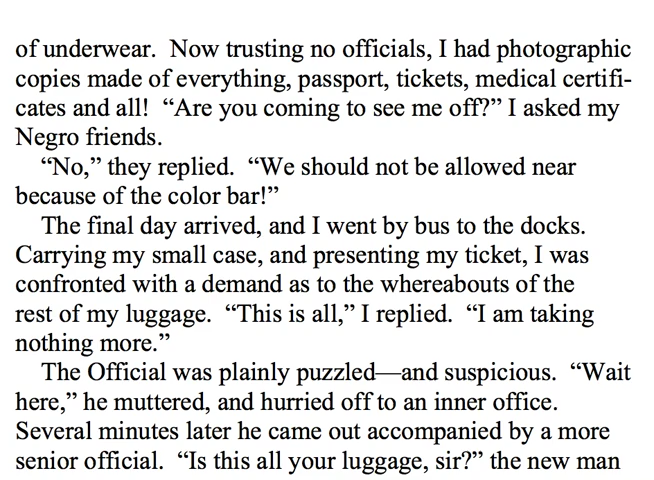 of underwear.  Now trusting no officials, I had photographic
copies made of everything, passport, tickets, medical certifi-
cates and all!  “Are you coming to see me off?” I asked my
Negro friends.
“No,” they replied.  “We should not be allowed near
because of the color bar!”
The final day arrived, and I went by bus to the docks.
Carrying my small case, and presenting my ticket, I was
confronted with a demand as to the whereabouts of the
rest of my luggage.  “This is all,” I replied.  “I am taking
nothing more.”
The Official was plainly puzzled—and suspicious.  “Wait
here,” he muttered, and hurried off to an inner office.
Several minutes later he came out accompanied by a more
senior official.  “Is this all your luggage, sir?” the new man